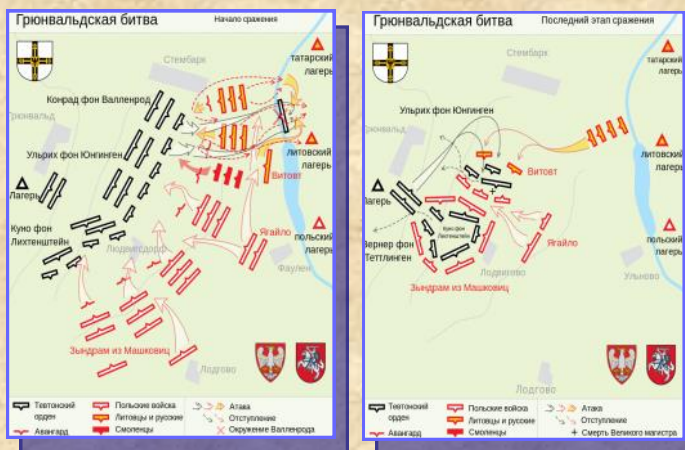 Грюнвальдская битва
Начало сражения
Стембарк
татарский
лагерь
Конрад фон Валленрод
Грюнвальд
Ульрих фон Юнгинген
литовский
лагерь
Витовт
Лагерь
Куно фон
Лихтенштейн
Людвигсдорф
Ягайло
польский
лагерь
Фаулен
Зындрам из Машковиц
Лодгово
Тевтонский
орден
Авангард
Польские войска
Литовцы и русские
Смоленцы
Атака
Отступление
Окружение Валленрода
Грюнвальдская битва
Последний этап сражения
Стембарк
татарский
лагерь
Ульрих фон Юнгинген
Грюнвальд
литовский
лагерь
Витовт
Лагерь
Куно фон
Лихтенштейн
Вернер фон
Теттлинген
Ягайло
польский
лагерь
Людвигово
Ульново
Зындрам из Машковиц
Лодгово
Тевтонский
орден
Авангард
Польские войска
Литовцы и русские
Смоленцы
Атака
Отступление
Смерть Великого магистра